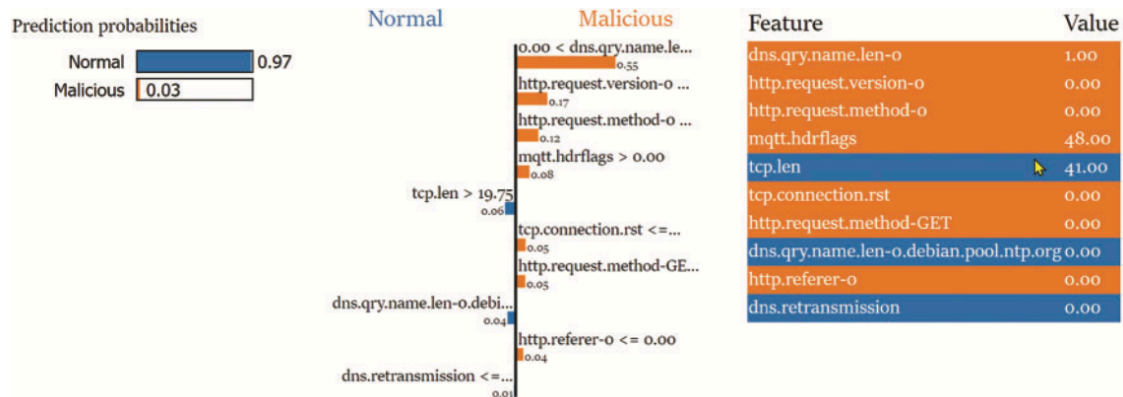 Prediction probabilities
Normal 0.97
Malicious 0.03
Normal Malicious
0.00 < dns.qry.name.le...
0.55
http.request.version-0 ...
0.17
http.request.method-0 ...
0.12
mqtt.hdrflags > 0.00
0.08
tcp.len > 19.75
0.06
tcp.connection.rst <=...
0.05
http.request.method-GE...
0.05
dns.qry.name.len-0.debi...
0.04
http.referer-0 <= 0.00
0.04
dns.retransmission <=...
0.01
Feature Value
dns.qry.name.len-0 1.00
http.request.version-0 0.00
http.request.method-0 0.00
mqtt.hdrflags 48.00
tcp.len 41.00
tcp.connection.rst 0.00
http.request.method-GET 0.00
dns.qry.name.len-0.debian.pool.ntp.org 0.00
http.referer-0 0.00
dns.retransmission 0.00